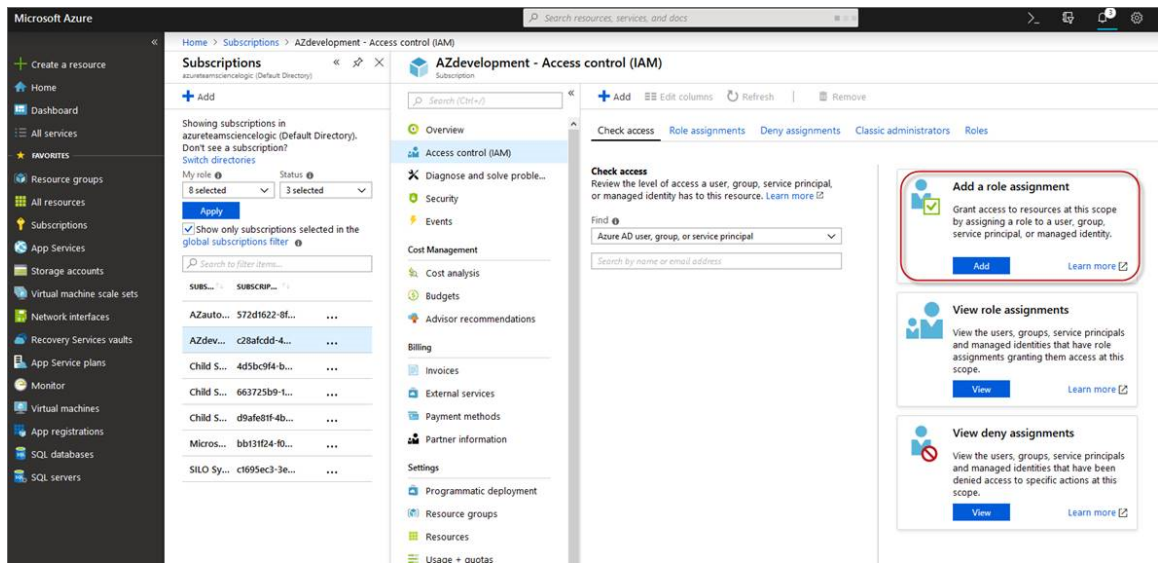 Microsoft Azure
Search resources, services, and docs
3
Home > Subscriptions > AZdevelopment - Access control (IAM)
Create a resource
Home
Dashboard
All services
FAVORITES
Resource groups
All resources
Subscriptions
App Services
Storage accounts
Virtual machine scale sets
Network interfaces
Recovery Services vaults
App Service plans
Monitor
Virtual machines
App registrations
SQL databases
SQL servers
Subscriptions
azureteamsciencelogic (Default Directory)
Add
Showing subscriptions in
azureteamsciencelogic (Default Directory).
Don't see a subscription?
Switch directories
My role Status
8 selected 3 selected
Apply
Show only subscriptions selected in the
global subscriptions filter
Search to filter items...
SUBS... SUBSCRIP...
AZauto... 572d1622-8f... ...
AZdev... c28afcdd-4... ...
Child S... 4d5bc9f4-b... ...
Child S... 663725b9-1... ...
Child S... d9afe81f-4b... ...
Micros... bb131f24-f0... ...
SILO Sy... c1695ec3-3e... ...
AZdevelopment - Access control (IAM)
Subscription
Search (Ctrl+/)
Overview
Access control (IAM)
Diagnose and solve proble...
Security
Events
Cost Management
Cost analysis
Budgets
Advisor recommendations
Billing
Invoices
External services
Payment methods
Partner information
Settings
Programmatic deployment
Resource groups
Resources
Usage + quotas
Add Edit columns Refresh Remove
Check access Role assignments Deny assignments Classic administrators Roles
Check access
Review the level of access a user, group, service principal,
or managed identity has to this resource. Learn more
Find
Azure AD user, group, or service principal
Search by name or email address
Add a role assignment
Grant access to resources at this scope
by assigning a role to a user, group,
service principal, or managed identity.
Add Learn more
View role assignments
View the users, groups, service principals
and managed identities that have role
assignments granting them access at this
scope.
View Learn more
View deny assignments
View the users, groups, service principals
and managed identities that have been
denied access to specific actions at this
scope.
View Learn more